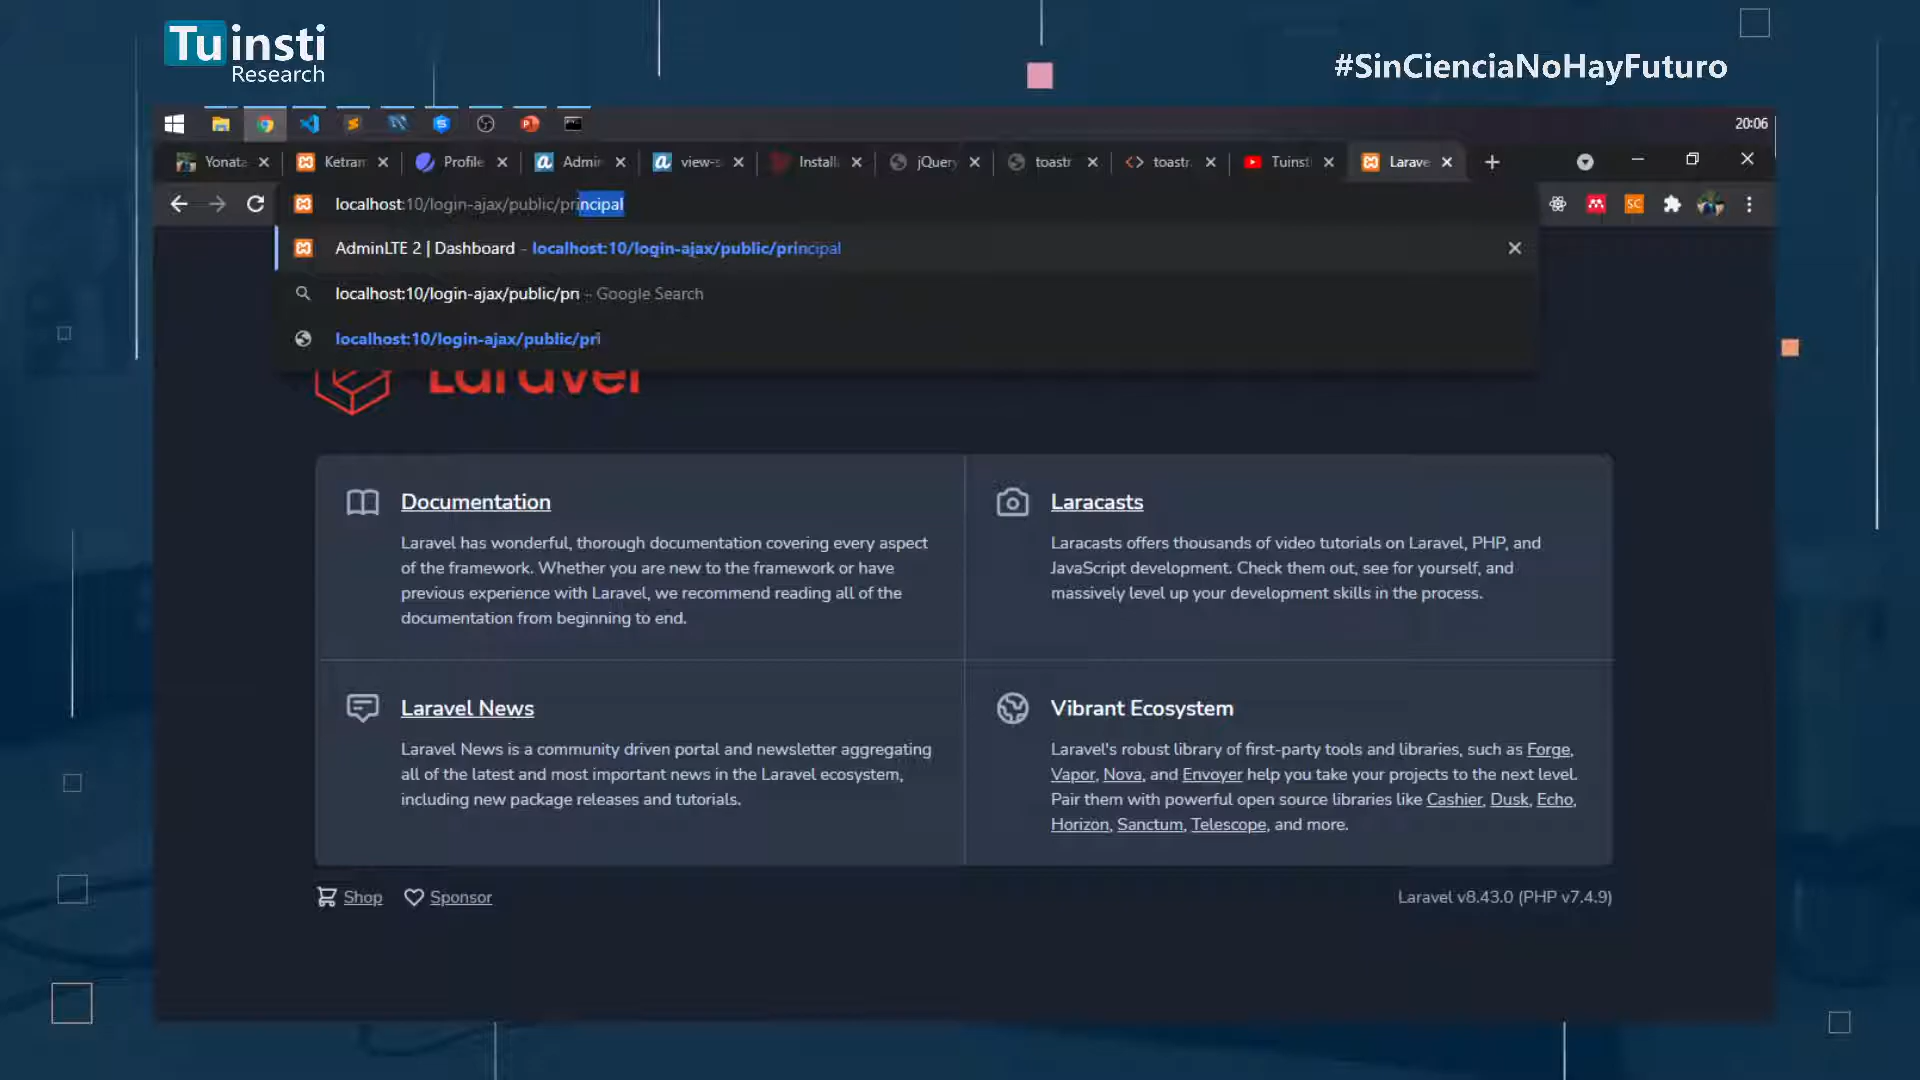 Tuinsti
Research
#SinCienciaNoHayFuturo
20:06
Yonata
Ketram
Profile
Admin
view-s
Install
jQuery
toastr
toastr.
Tuinsti
Larave
localhost:10/login-ajax/public/principal
AdminLTE 2 | Dashboard - localhost:10/login-ajax/public/principal
localhost:10/login-ajax/public/pri - Google Search
localhost:10/login-ajax/public/pri
SC
Laravel
Documentation
Laravel has wonderful, thorough documentation covering every aspect
of the framework. Whether you are new to the framework or have
previous experience with Laravel, we recommend reading all of the
documentation from beginning to end.
Laracasts
Laracasts offers thousands of video tutorials on Laravel, PHP, and
JavaScript development. Check them out, see for yourself, and
massively level up your development skills in the process.
Laravel News
Laravel News is a community driven portal and newsletter aggregating
all of the latest and most important news in the Laravel ecosystem,
including new package releases and tutorials.
Vibrant Ecosystem
Laravel's robust library of first-party tools and libraries, such as Forge,
Vapor, Nova, and Envoyer help you take your projects to the next level.
Pair them with powerful open source libraries like Cashier, Dusk, Echo,
Horizon, Sanctum, Telescope, and more.
Shop
Sponsor
Laravel v8.43.0 (PHP v7.4.9)